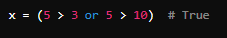 x = (5 > 3 or 5 > 10)  # True